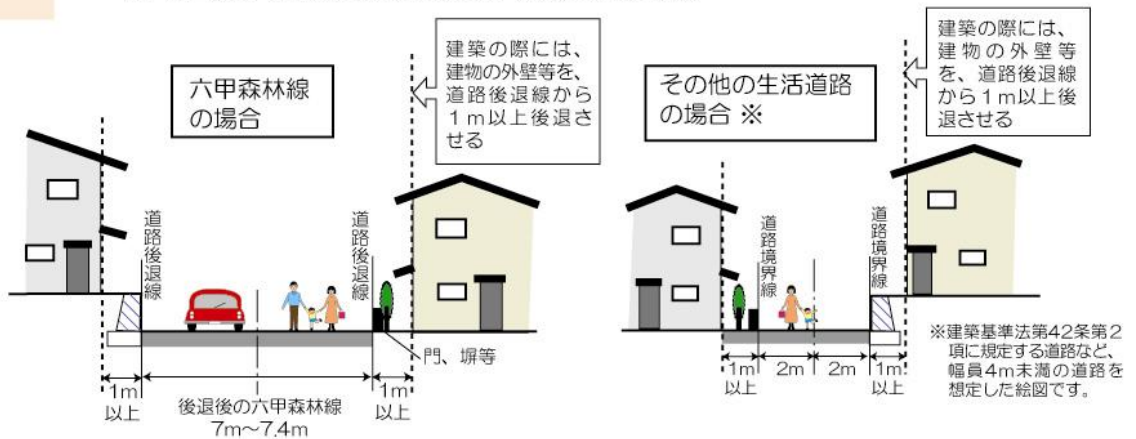 六甲森林線
の場合
建築の際には、
建物の外壁等を、
道路後退線から
1m以上後退さ
せる
道路後退線
道路後退線
門、塀等
1m
以上
後退後の六甲森林線
7m～7.4m
1m
以上
その他の生活道路
の場合 ※
建築の際には、
建物の外壁等
を、道路後退線
から1m以上後
退させる
道路境界線
道路境界線
1m
以上
2m
2m
1m
以上
※建築基準法第42条第2
項に規定する道路など、
幅員4m未満の道路を
想定した絵図です。